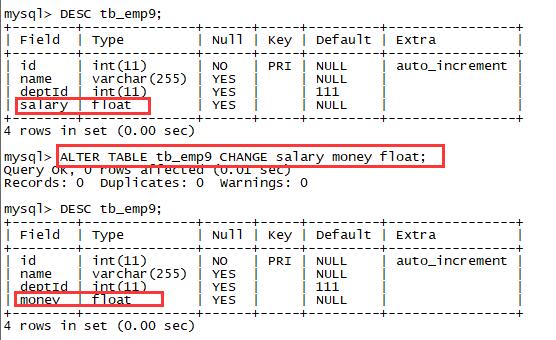 mysql> DESC tb_emp9;
+--------+--------------+------+-----+---------+----------------+
| Field  | Type         | Null | Key | Default | Extra          |
+--------+--------------+------+-----+---------+----------------+
| id     | int(11)      | NO   | PRI | NULL    | auto_increment |
| name   | varchar(255) | YES  |     | NULL    |                |
| deptId | int(11)      | YES  |     | 111     |                |
| salary | float        | YES  |     | NULL    |                |
+--------+--------------+------+-----+---------+----------------+
4 rows in set (0.00 sec)
mysql> ALTER TABLE tb_emp9 CHANGE salary money float;
Query OK, 0 rows affected (0.01 sec)
Records: 0  Duplicates: 0  Warnings: 0
mysql> DESC tb_emp9;
+--------+--------------+------+-----+---------+----------------+
| Field  | Type         | Null | Key | Default | Extra          |
+--------+--------------+------+-----+---------+----------------+
| id     | int(11)      | NO   | PRI | NULL    | auto_increment |
| name   | varchar(255) | YES  |     | NULL    |                |
| deptId | int(11)      | YES  |     | 111     |                |
| money  | float        | YES  |     | NULL    |                |
+--------+--------------+------+-----+---------+----------------+
4 rows in set (0.00 sec)